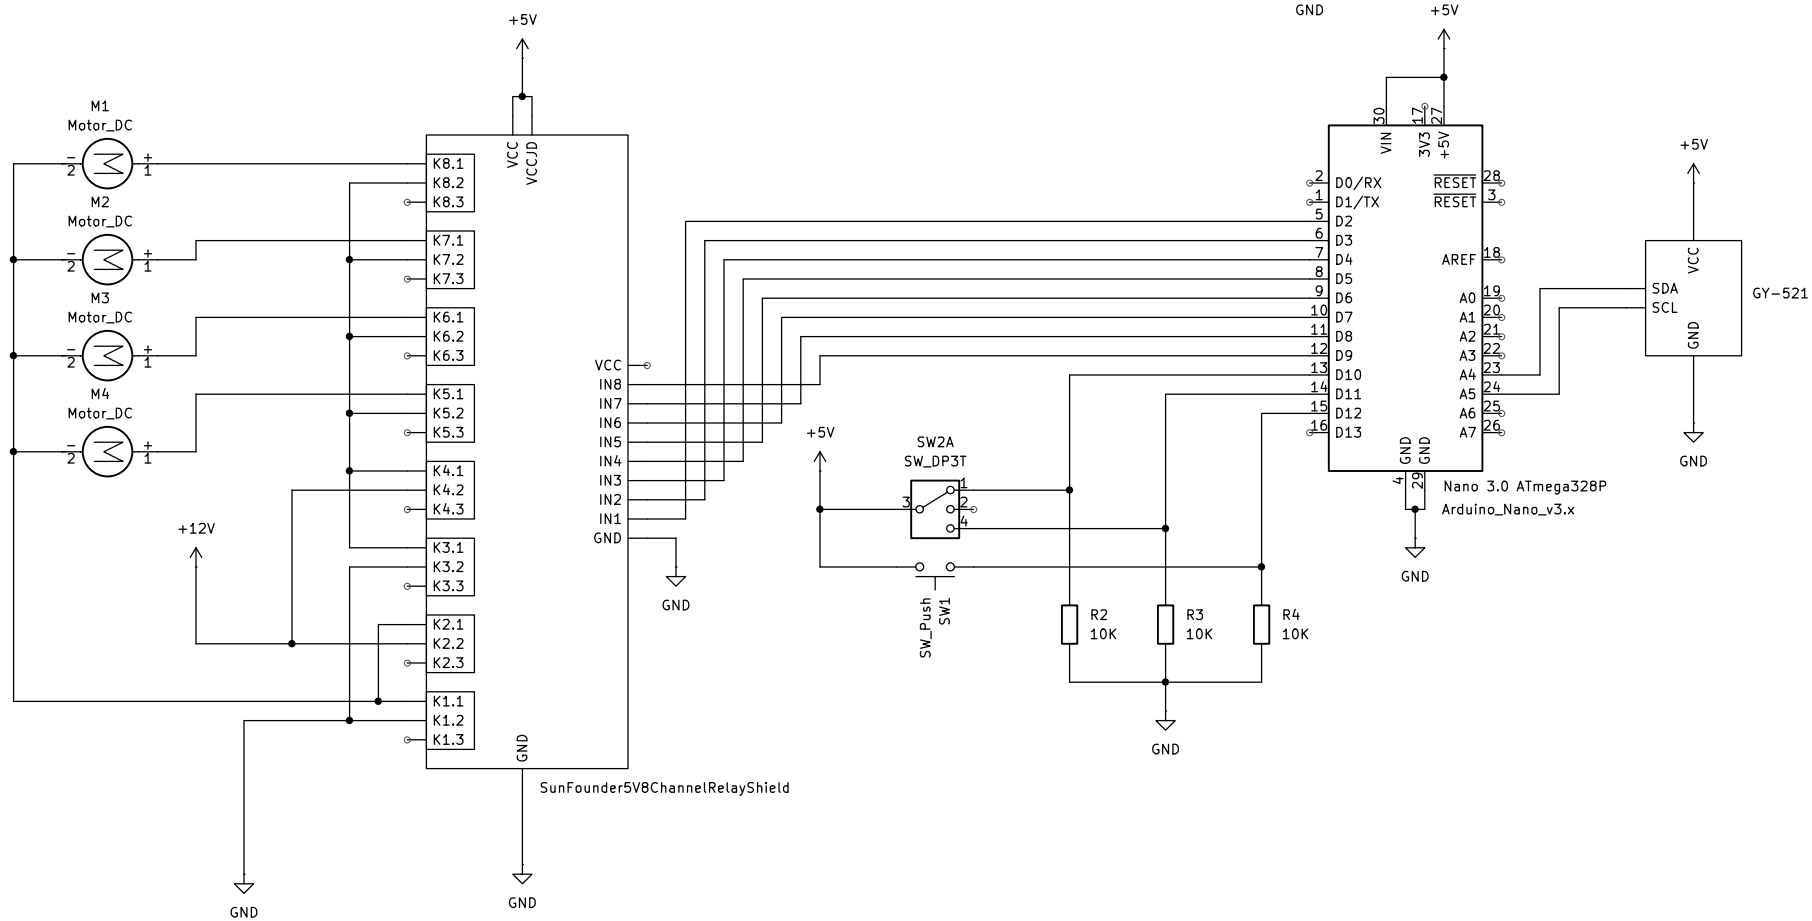 GND
+5V
+5V
M1
Motor_DC
-
2
+
1
M2
Motor_DC
-
2
+
1
M3
Motor_DC
-
2
+
1
M4
Motor_DC
-
2
+
1
+12V
GND
VCC
VCCJD
K8.1
K8.2
K8.3
K7.1
K7.2
K7.3
K6.1
K6.2
K6.3
K5.1
K5.2
K5.3
K4.1
K4.2
K4.3
K3.1
K3.2
K3.3
K2.1
K2.2
K2.3
K1.1
K1.2
K1.3
VCC
IN8
IN7
IN6
IN5
IN4
IN3
IN2
IN1
GND
GND
GND
SunFounder5V8ChannelRelayShield
GND
+5V
SW2A
SW_DP3T
3
1
2
4
SW_Push
SW1
R2
10K
R3
10K
R4
10K
GND
30
VIN
17
3V3
27
+5V
2 D0/RX
1 D1/TX
5 D2
6 D3
7 D4
8 D5
9 D6
10 D7
11 D8
12 D9
13 D10
14 D11
15 D12
16 D13
RESET 28
RESET 3
AREF 18
A0 19
A1 20
A2 21
A3 22
A4 23
A5 24
A6 25
A7 26
GND
GND
4
29
Nano 3.0 ATmega328P
Arduino_Nano_v3.x
GND
+5V
VCC
SDA
SCL
GND
GY-521
GND